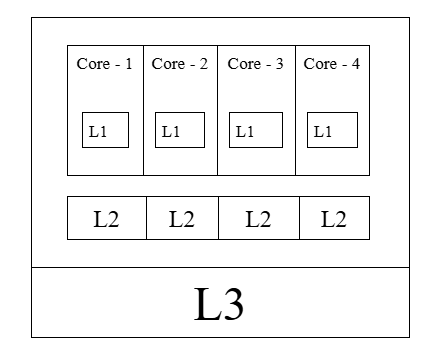 Core - 1 Core - 2 Core - 3 Core - 4
L1 L1 L1 L1
L2 L2 L2 L2
L3